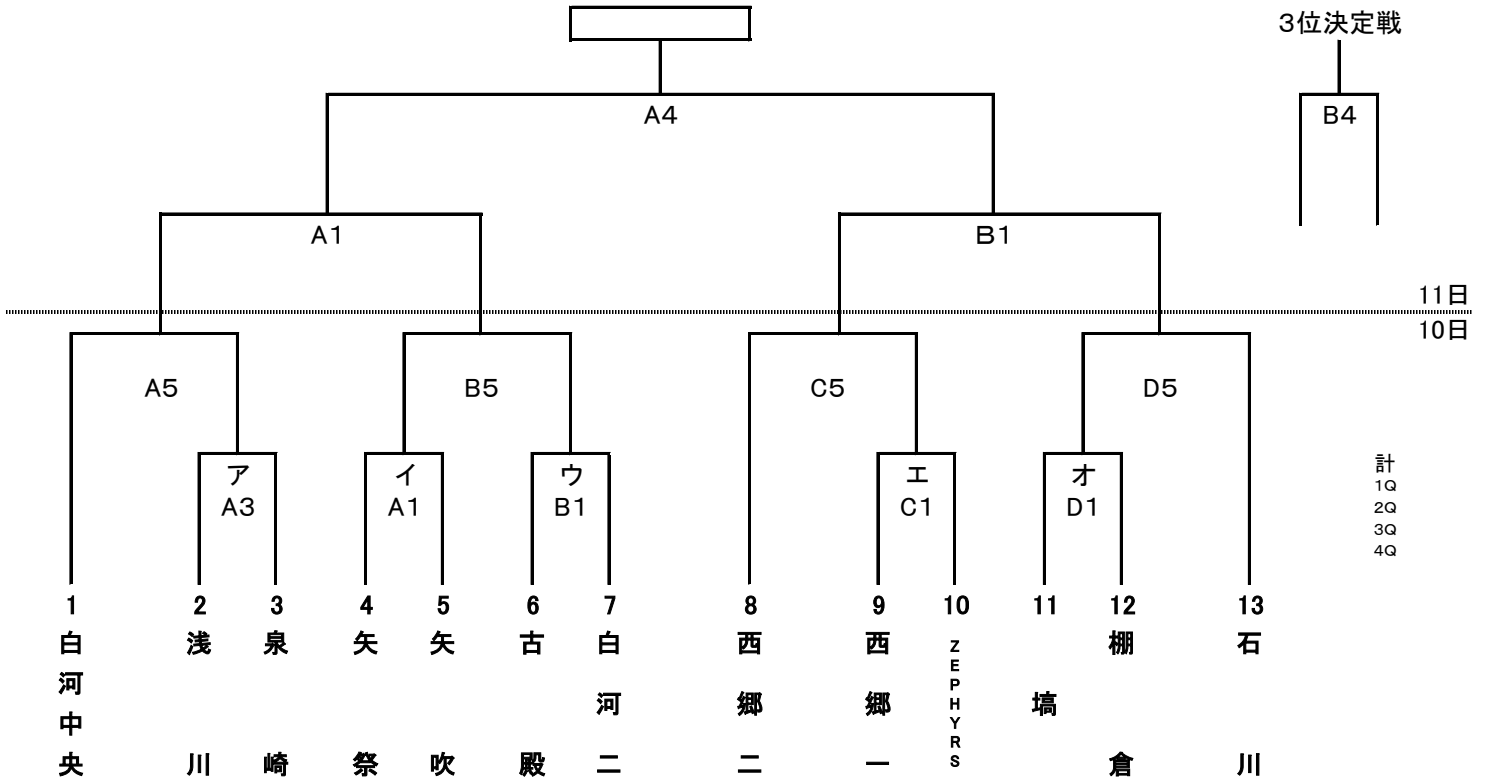 3位決定戦
A4
B4
A1
B1
11日
10日
A5
B5
C5
D5
ア
イ
ウ
エ
オ
A3
A1
B1
C1
D1
計
1Q
2Q
3Q
4Q
1 2 3 4 5 6 7 8 9 10 11 12 13
白河中央
浅川
泉崎
矢祭
矢吹
古殿
白河二
西郷二
西郷一
ZEPHYRS
塙
棚倉
石川